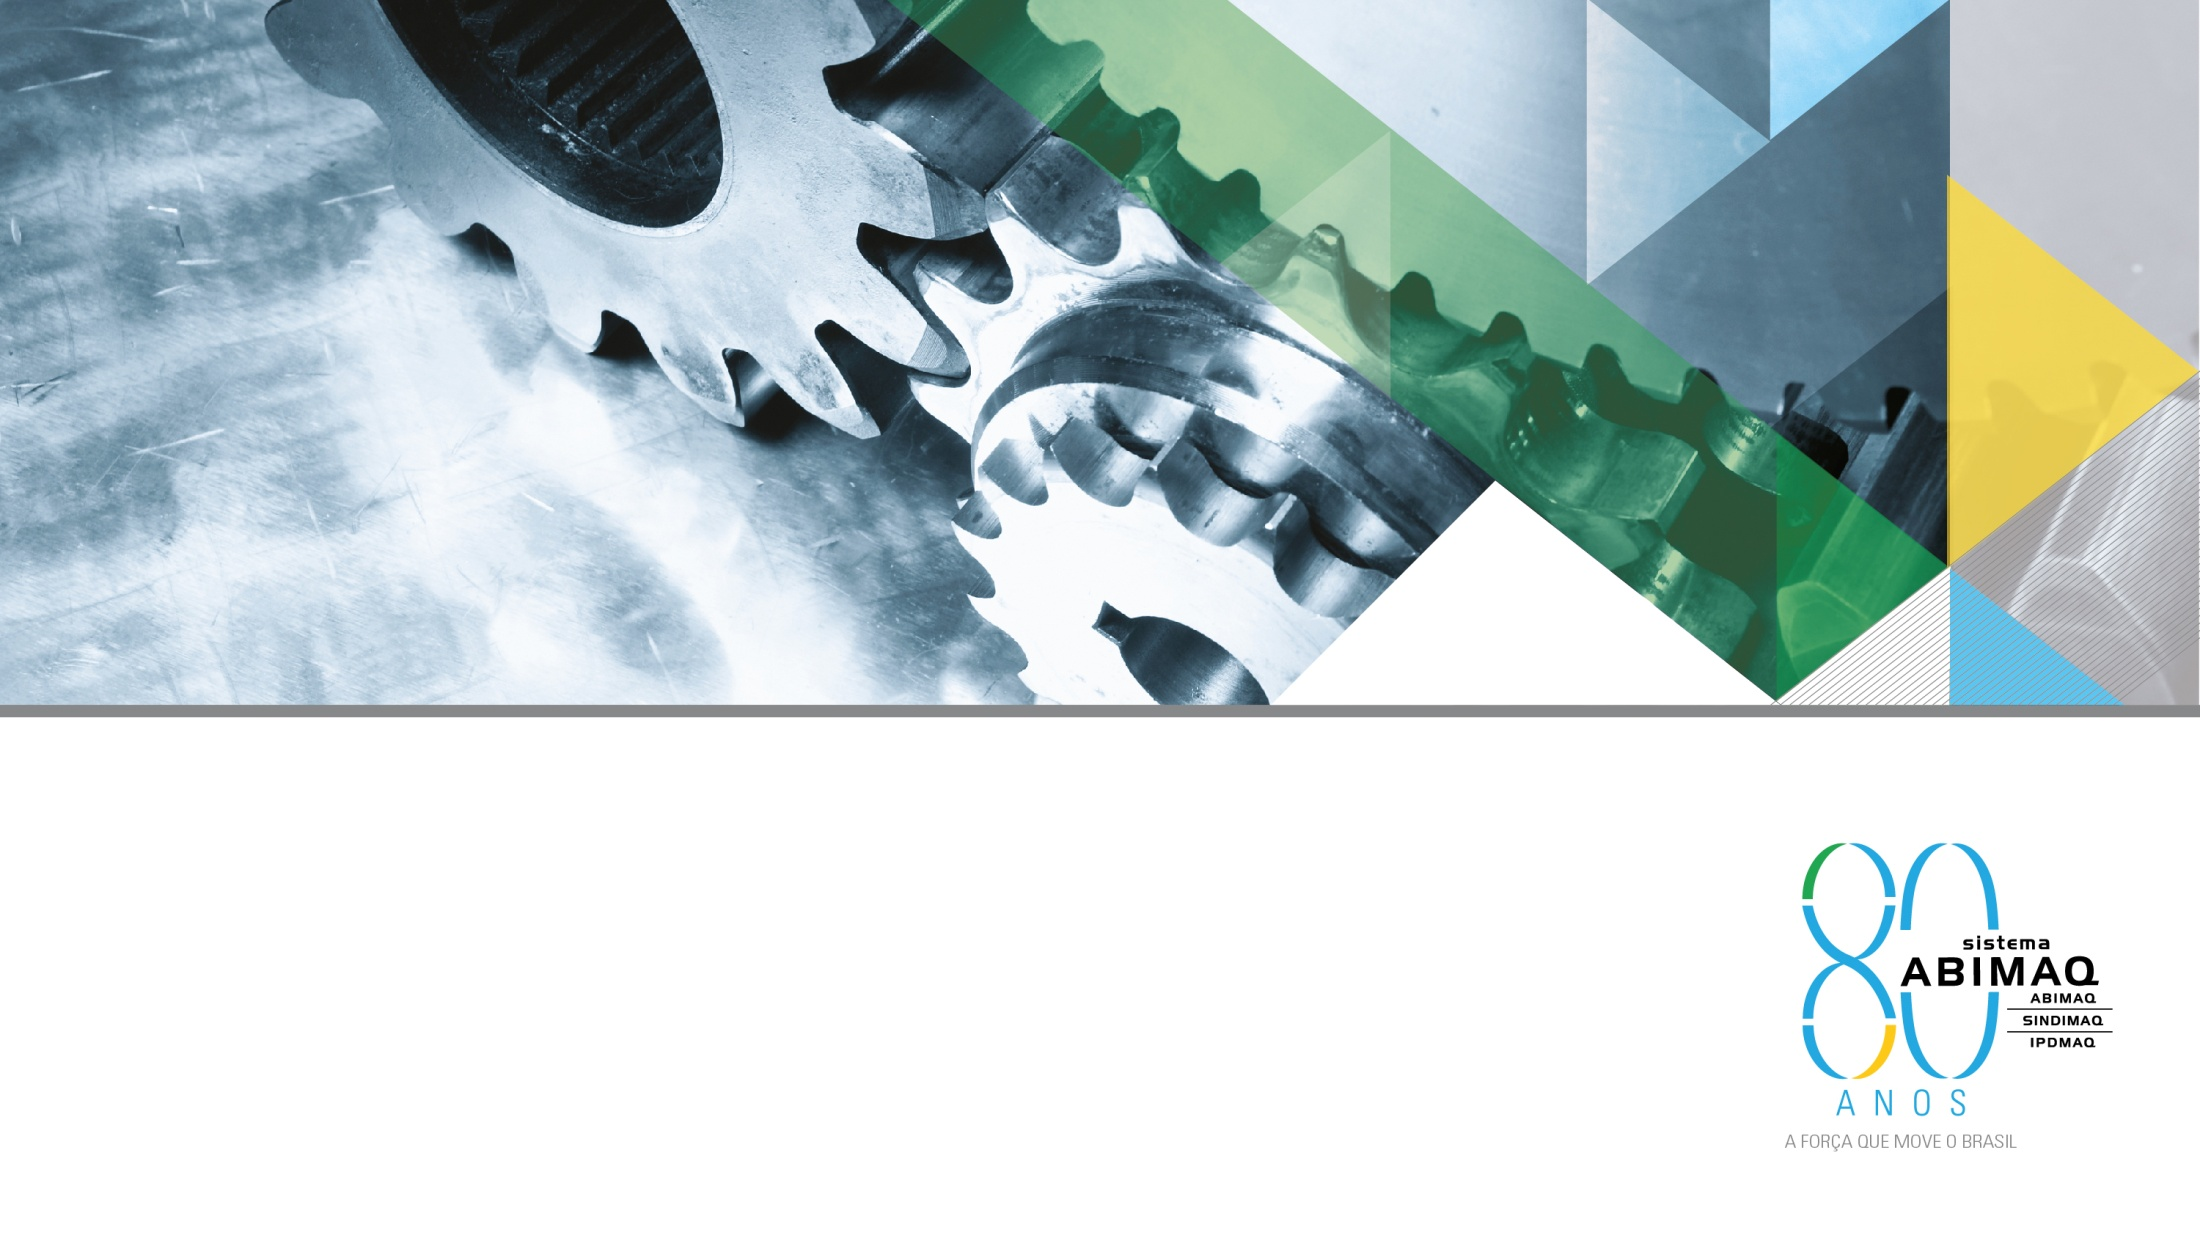 80
sistema
ABIMAQ
ABIMAQ
SINDIMAQ
IPDMAQ
ANOS
A FORÇA QUE MOVE O BRASIL